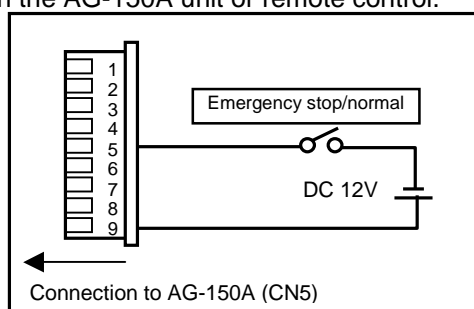 n the AG-150A unit or remote control.
1
2
3
4
5
6
7
8
9
Emergency stop/normal
DC 12V
Connection to AG-150A (CN5)